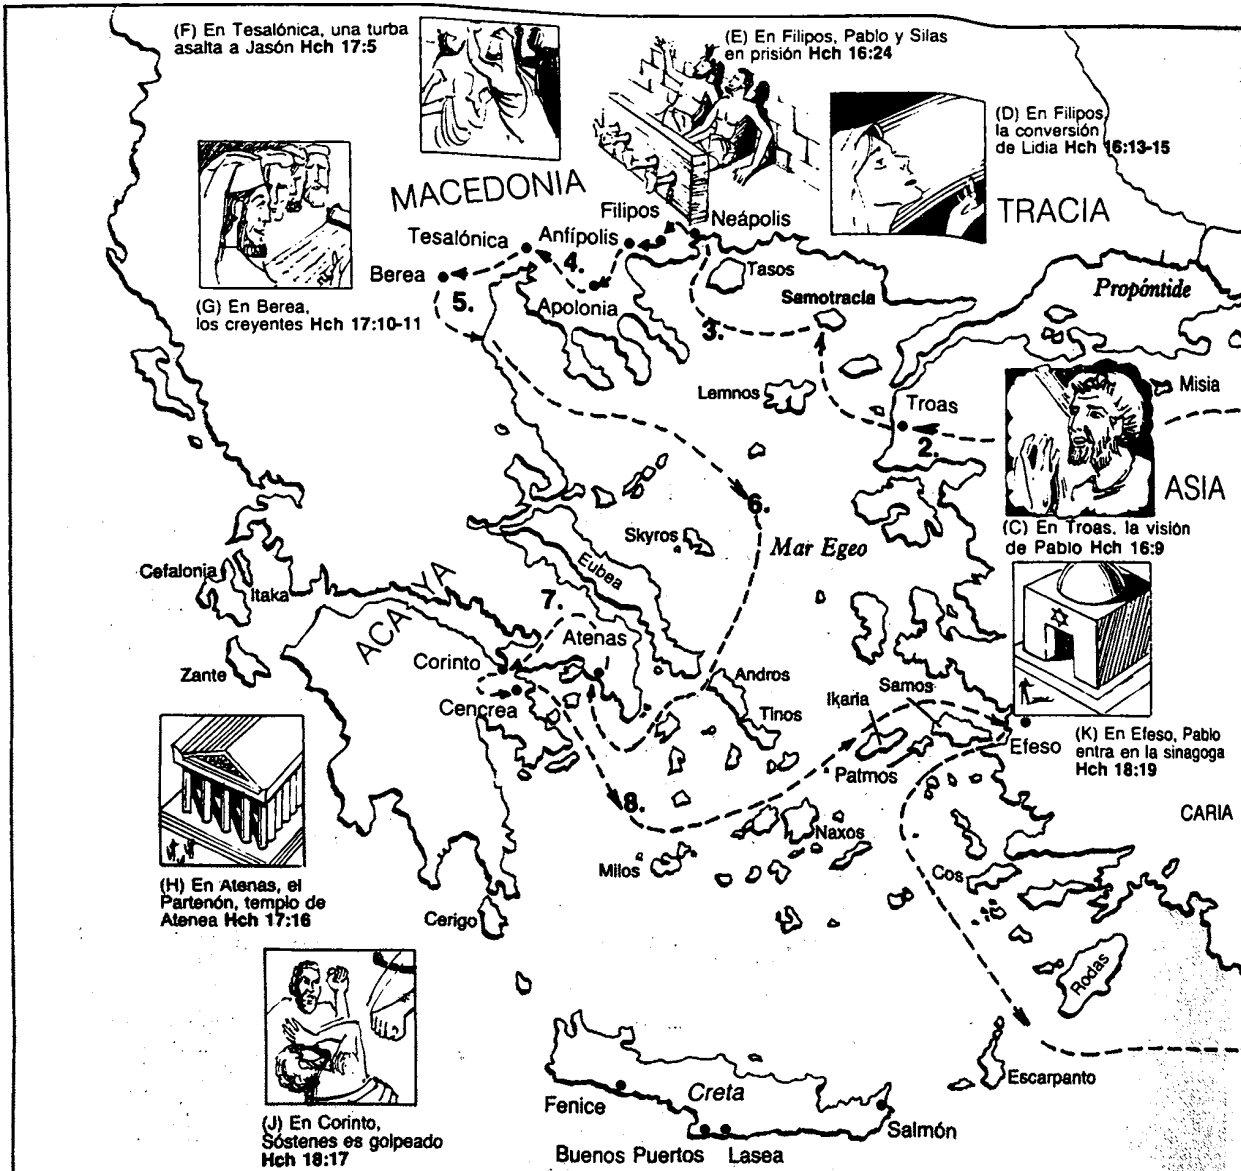 (F) En Tesalónica, una turba
asalta a Jasón Hch 17:5
(E) En Filipos, Pablo y Silas
en prisión Hch 16:24
(D) En Filipos,
la conversión
de Lidia Hch 16:13-15
MACEDONIA
TRACIA
Filipos
Neápolis
Tesalónica
Anfípolis
4.
Berea
Apolonia
Tasos
Samotracia
Propóntide
5.
3.
(G) En Berea,
los creyentes Hch 17:10-11
Lemnos
Troas
2.
Misia
ASIA
6.
(C) En Troas, la visión
de Pablo Hch 16:9
Skyros
Mar Egeo
Eubea
Cefalonia
Itaka
ACAYA
7.
Atenas
Corinto
Zante
Cencrea
Andros
Tinos
Ikaria
Samos
Efeso
Patmos
(K) En Efeso, Pablo
entra en la sinagoga
Hch 18:19
8.
CARIA
Naxos
Milos
Cos
(H) En Atenas, el
Partenón, templo de
Atenea Hch 17:16
Cerigo
Rodas
Escarpanto
Creta
Fenice
Salmón
Buenos Puertos
Lasea
(J) En Corinto,
Sóstenes es golpeado
Hch 18:17